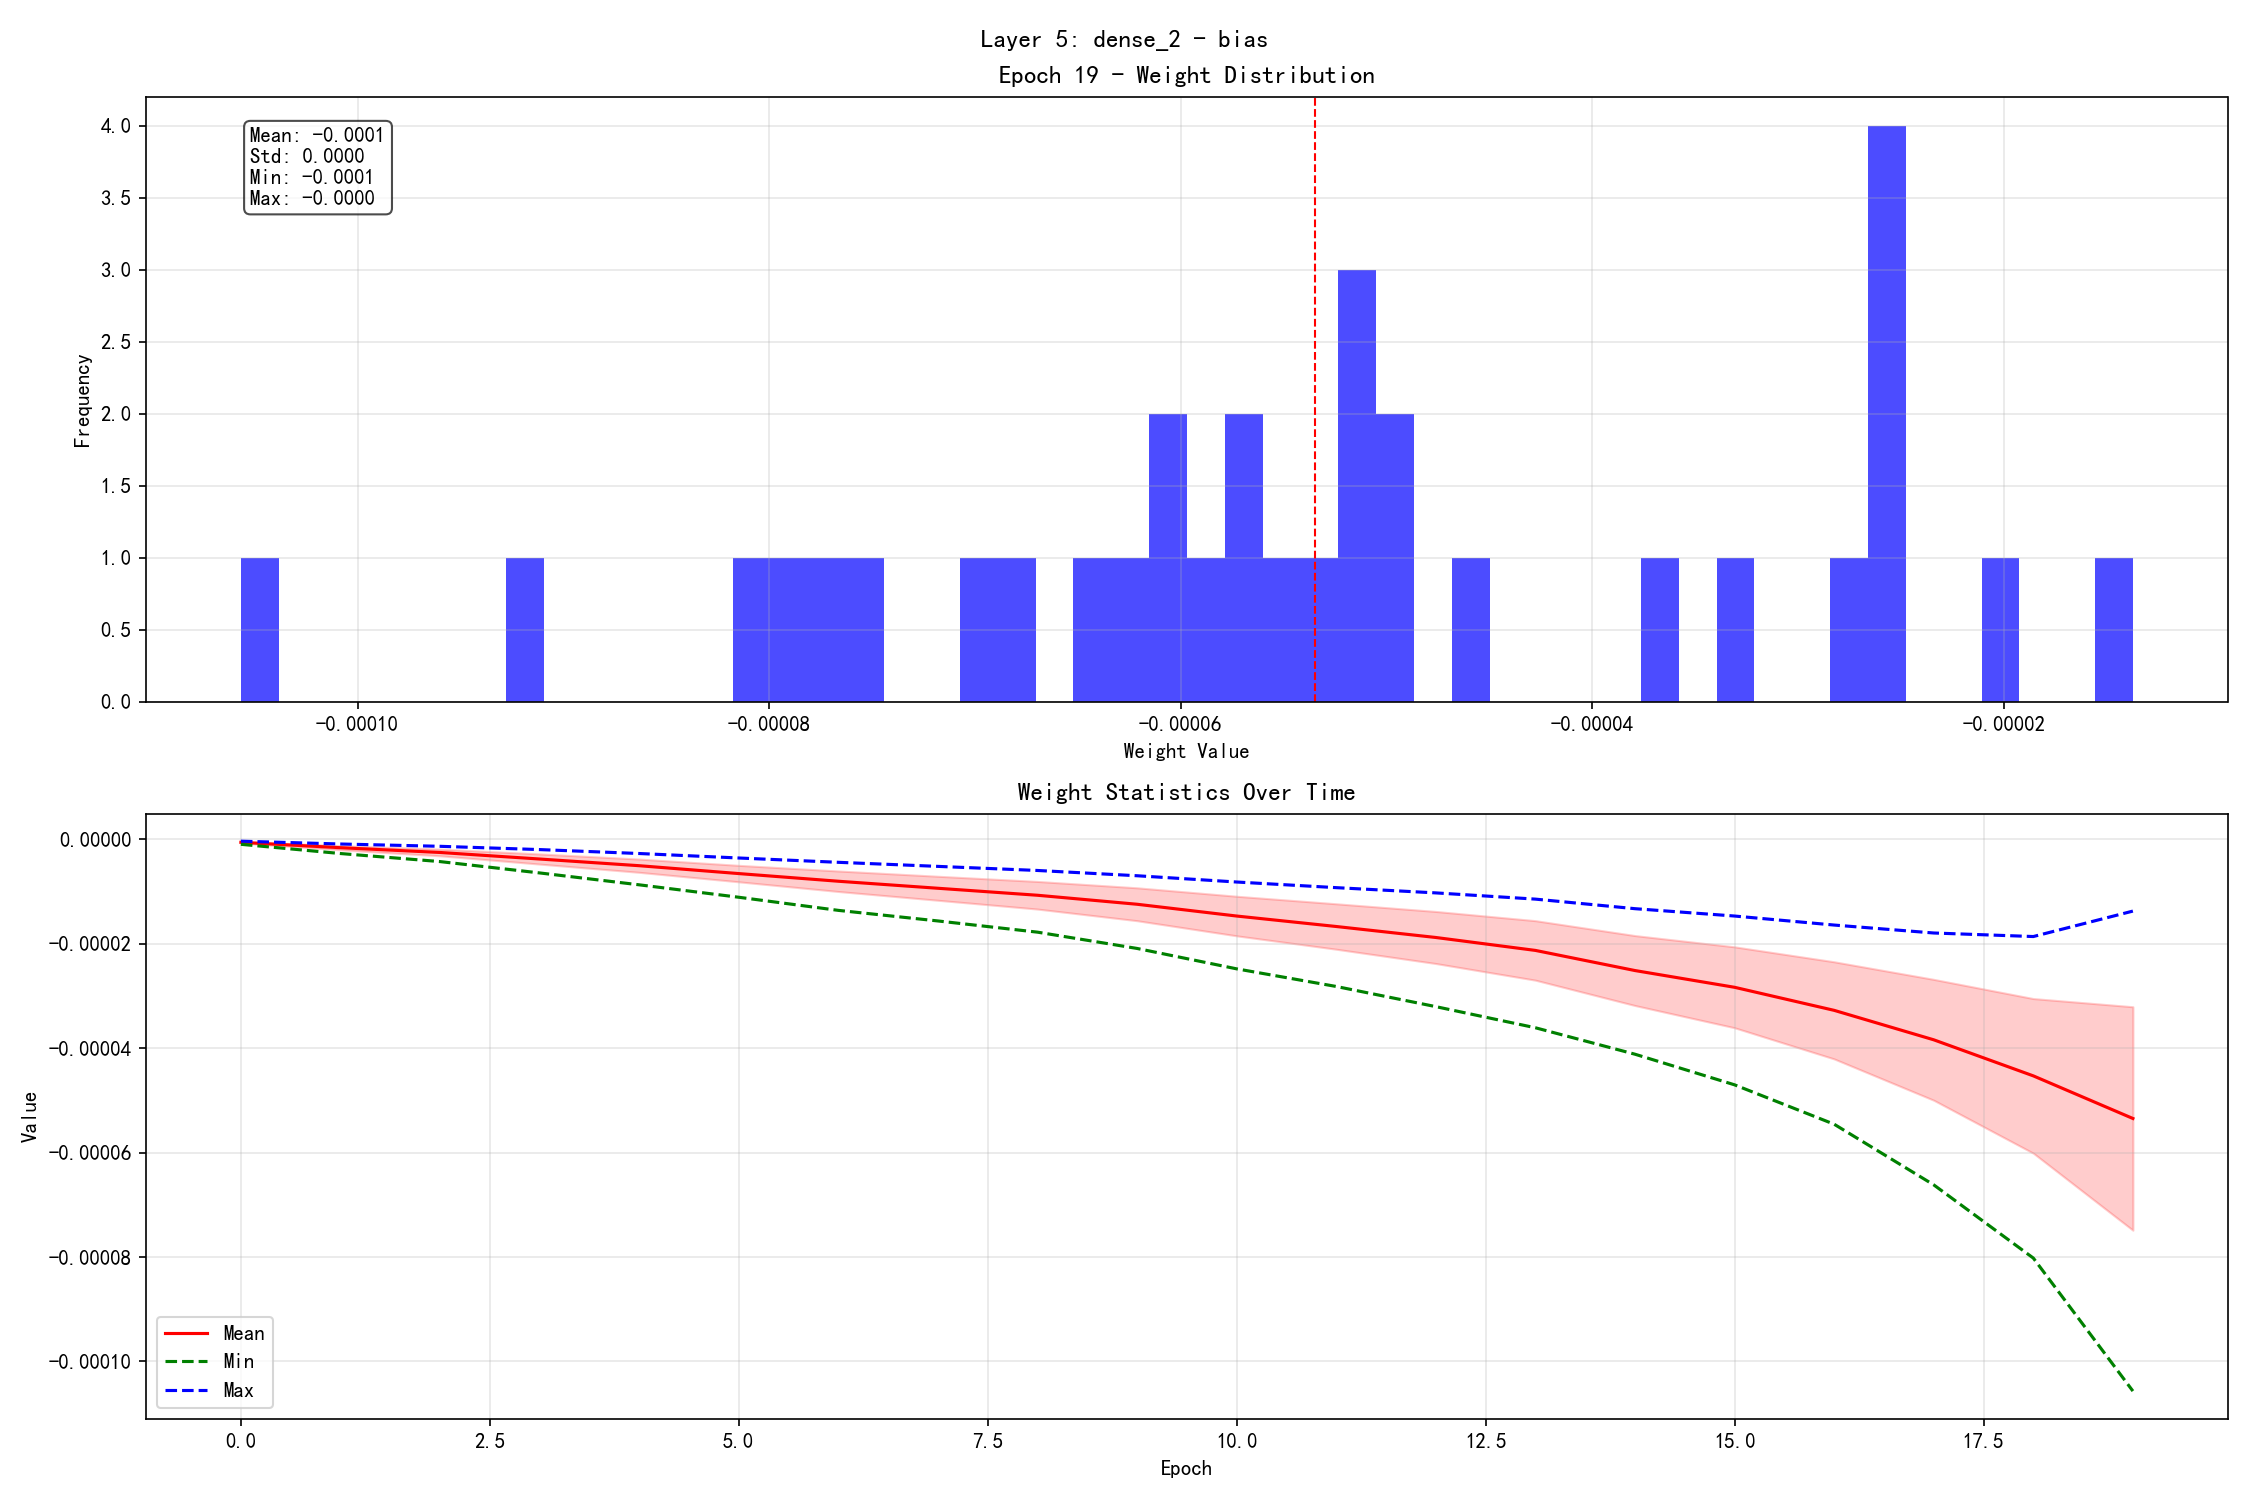 Layer 5: dense_2 - bias
Epoch 19 - Weight Distribution
4.0
3.5
3.0
2.5
2.0
1.5
1.0
0.5
0.0
Frequency
Mean: -0.0001
Std: 0.0000
Min: -0.0001
Max: -0.0000
-0.00010
-0.00008
-0.00006
-0.00004
-0.00002
Weight Value
Weight Statistics Over Time
0.00000
-0.00002
-0.00004
-0.00006
-0.00008
-0.00010
Value
Mean
Min
Max
0.0
2.5
5.0
7.5
10.0
12.5
15.0
17.5
Epoch